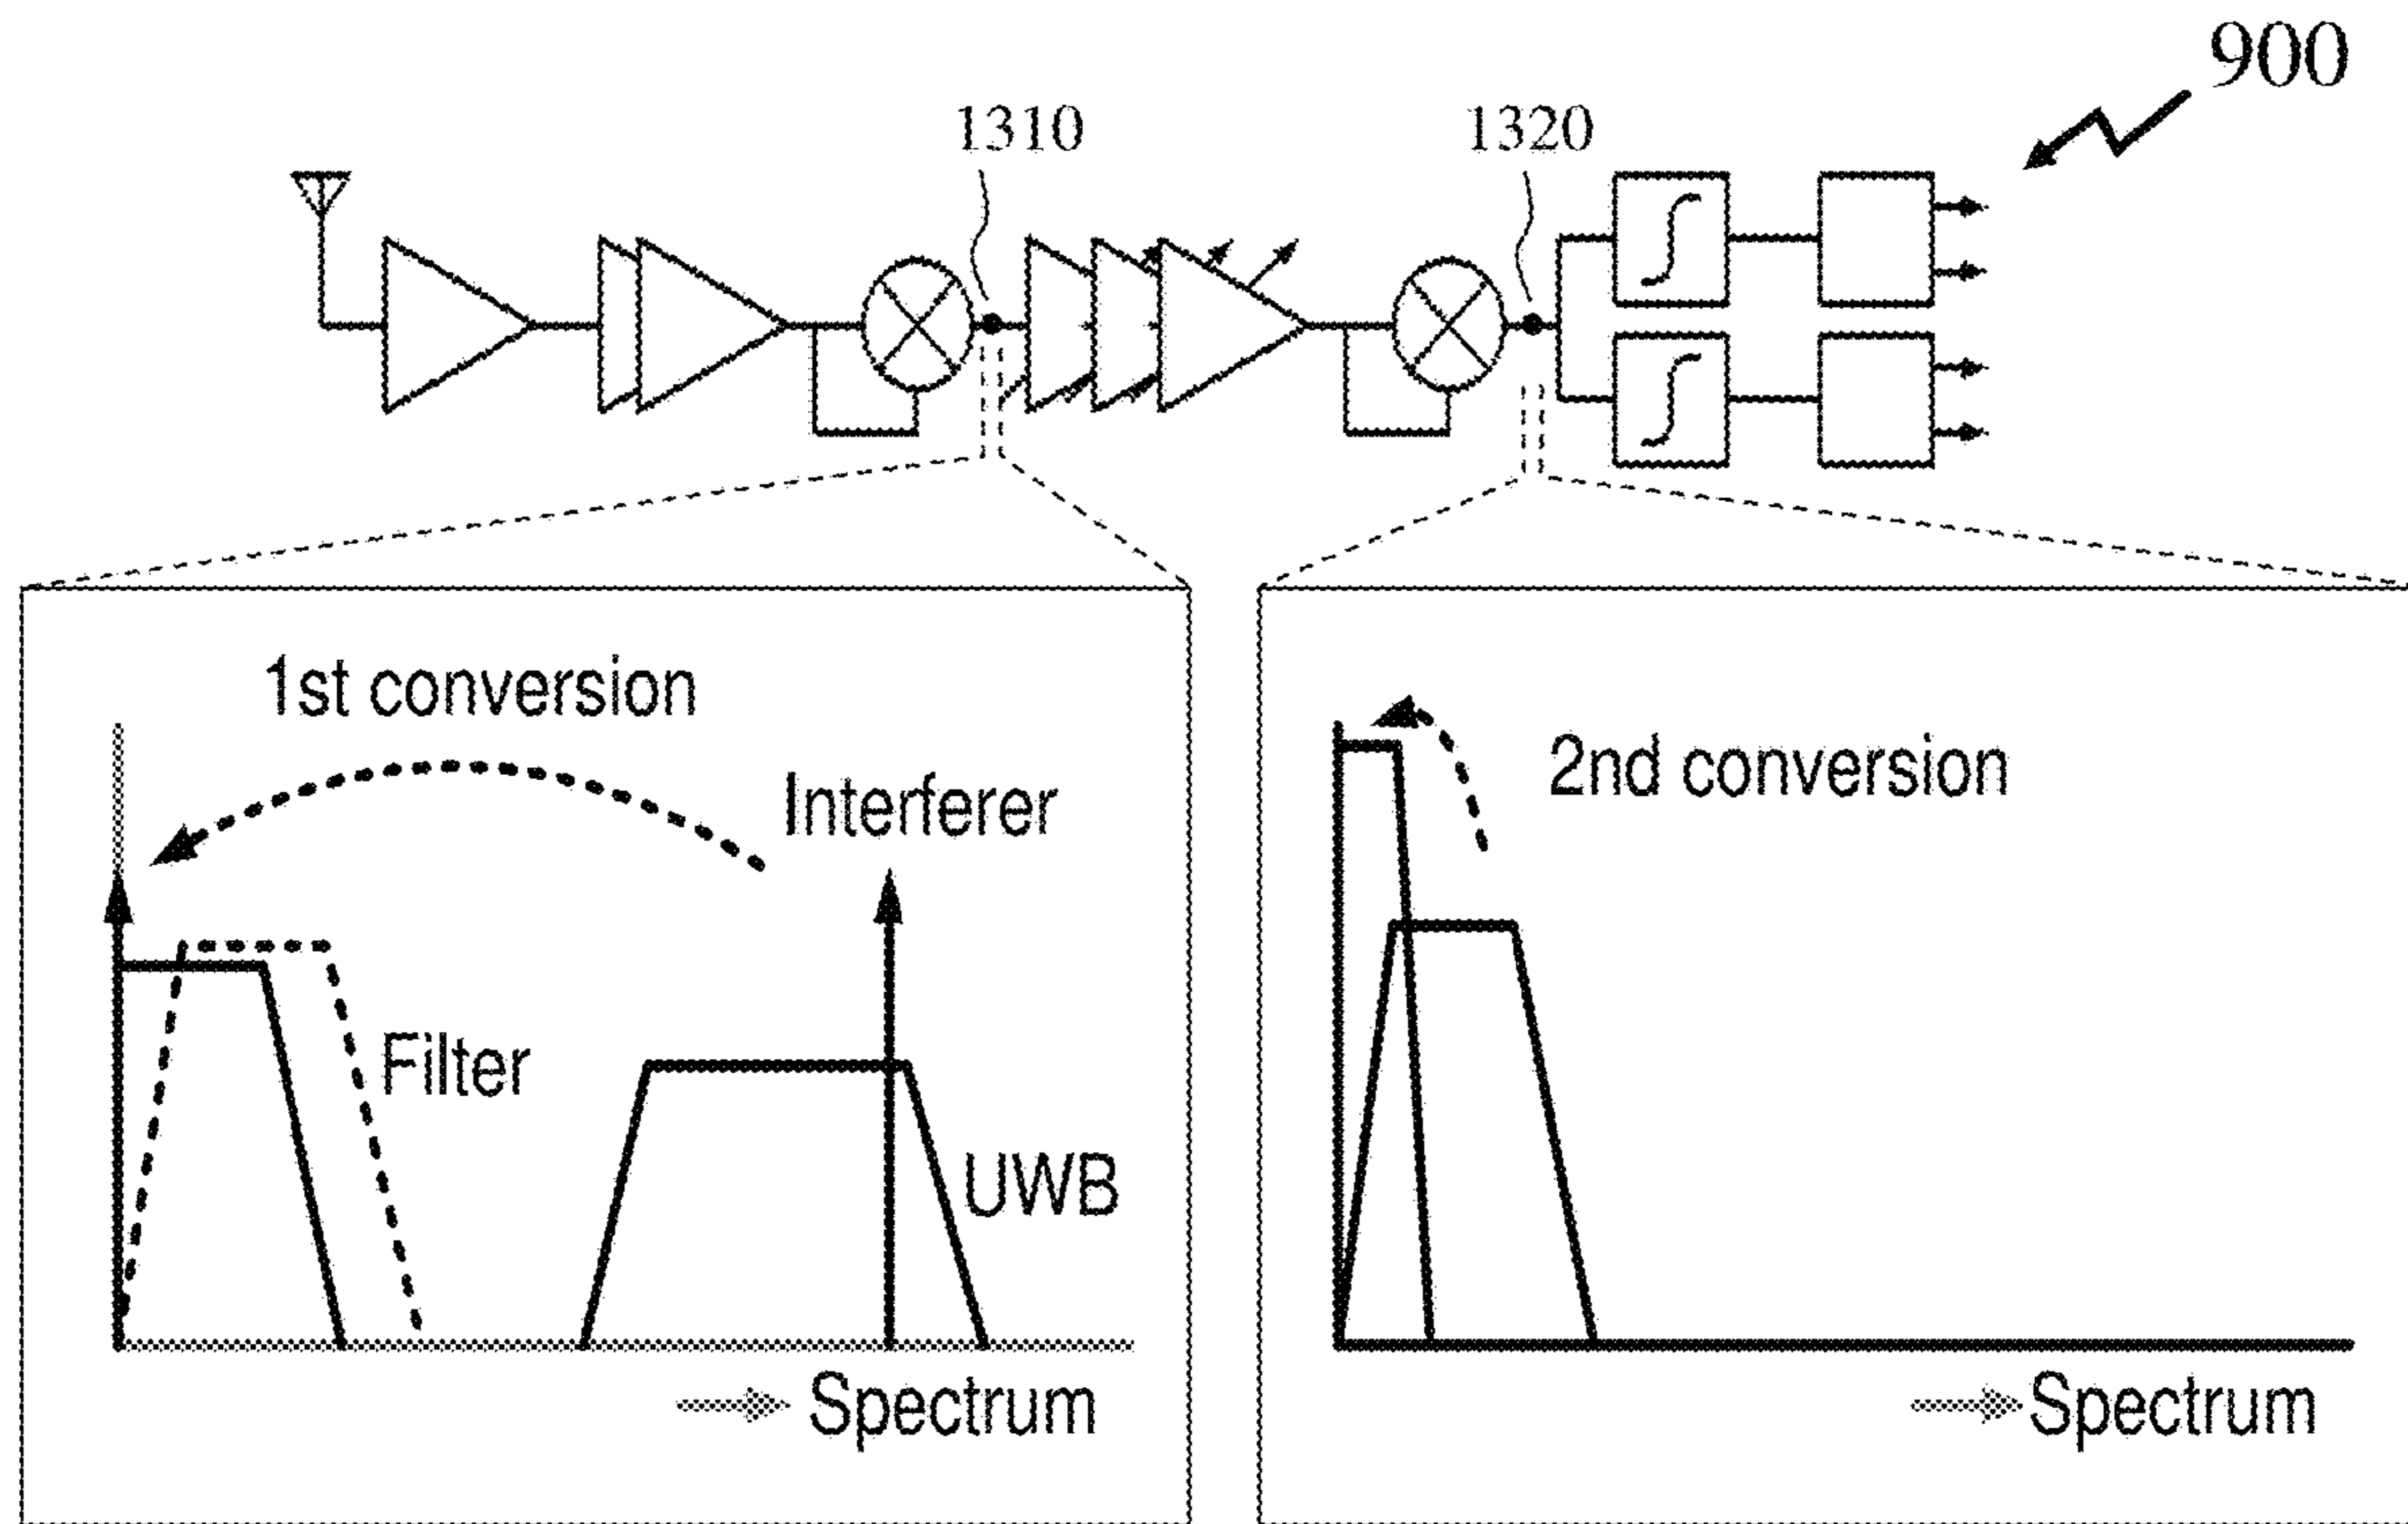 900
1310
1320
1st conversion
Interferer
Filter
UWB
Spectrum
2nd conversion
Spectrum